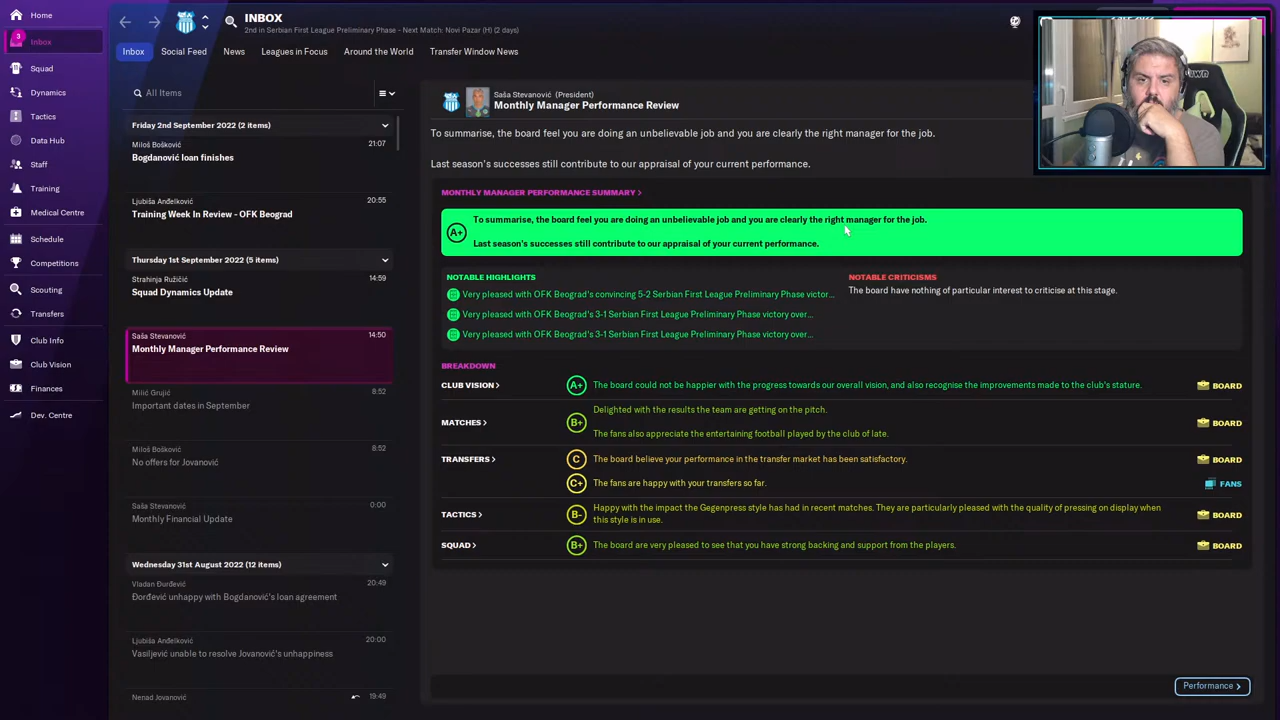 Home
3
Inbox
Squad
Dynamics
Tactics
Data Hub
Staff
Training
Medical Centre
Schedule
Competitions
Scouting
Transfers
Club Info
Club Vision
Finances
Dev. Centre
INBOX
2nd in Serbian First League Preliminary Phase - Next Match: Novi Pazar (H) (2 days)
Inbox
Social Feed
News
Leagues in Focus
Around the World
Transfer Window News
All Items
Friday 2nd September 2022 (2 items)
Miloš Bošković 21:07
Bogdanović loan finishes
Ljubiša Anđelković 20:55
Training Week In Review - OFK Beograd
Thursday 1st September 2022 (5 items)
Strahinja Ružičić 14:59
Squad Dynamics Update
Saša Stevanović 14:50
Monthly Manager Performance Review
Milić Grujić 8:52
Important dates in September
Miloš Bošković 8:52
No offers for Jovanović
Saša Stevanović 0:00
Monthly Financial Update
Wednesday 31st August 2022 (12 items)
Vladan Đurđević 20:49
Đorđević unhappy with Bogdanović's loan agreement
Ljubiša Anđelković 20:00
Vasiljević unable to resolve Jovanović's unhappiness
Nenad Jovanović 19:49
Saša Stevanović (President)
Monthly Manager Performance Review
To summarise, the board feel you are doing an unbelievable job and you are clearly the right manager for the job.
Last season's successes still contribute to our appraisal of your current performance.
MONTHLY MANAGER PERFORMANCE SUMMARY >
A+
To summarise, the board feel you are doing an unbelievable job and you are clearly the right manager for the job.
Last season's successes still contribute to our appraisal of your current performance.
NOTABLE HIGHLIGHTS
Very pleased with OFK Beograd's convincing 5-2 Serbian First League Preliminary Phase victor...
Very pleased with OFK Beograd's 3-1 Serbian First League Preliminary Phase victory over...
Very pleased with OFK Beograd's 3-1 Serbian First League Preliminary Phase victory over...
NOTABLE CRITICISMS
The board have nothing of particular interest to criticise at this stage.
BREAKDOWN
CLUB VISION > A+ The board could not be happier with the progress towards our overall vision, and also recognise the improvements made to the club's stature. BOARD
MATCHES > B+ Delighted with the results the team are getting on the pitch. BOARD
The fans also appreciate the entertaining football played by the club of late.
TRANSFERS > C The board believe your performance in the transfer market has been satisfactory. BOARD
C+ The fans are happy with your transfers so far. FANS
TACTICS > B- Happy with the impact the Gegenpress style has had in recent matches. They are particularly pleased with the quality of pressing on display when BOARD
this style is in use.
SQUAD > B+ The board are very pleased to see that you have strong backing and support from the players. BOARD
Performance >